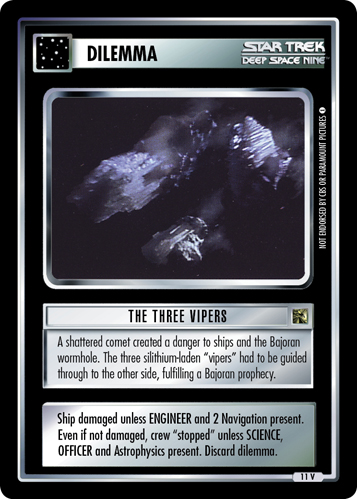 DILEMMA
STAR TREK
DEEP SPACE NINE™
NOT ENDORSED BY CBS OR PARAMOUNT PICTURES
THE THREE VIPERS
A shattered comet created a danger to ships and the Bajoran
wormhole. The three silithium-laden "vipers" had to be guided
through to the other side, fulfilling a Bajoran prophecy.
Ship damaged unless ENGINEER and 2 Navigation present.
Even if not damaged, crew "stopped" unless SCIENCE,
OFFICER and Astrophysics present. Discard dilemma.
11 V